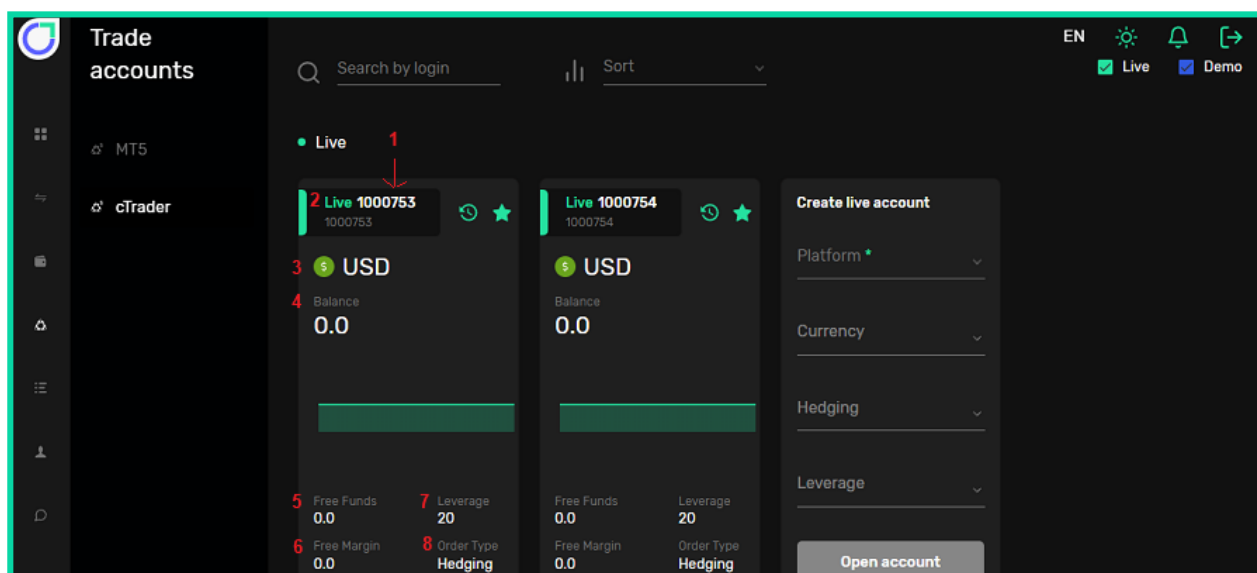 Trade
accounts
MT5
cTrader
Search by login
Sort
EN
Live
Demo
Live
1
2
Live 1000753
1000753
3
USD
4
Balance
0.0
5
Free Funds
0.0
7
Leverage
20
6
Free Margin
0.0
8
Order Type
Hedging
Live 1000754
1000754
USD
Balance
0.0
Free Funds
0.0
Leverage
20
Free Margin
0.0
Order Type
Hedging
Create live account
Platform *
Currency
Hedging
Leverage
Open account